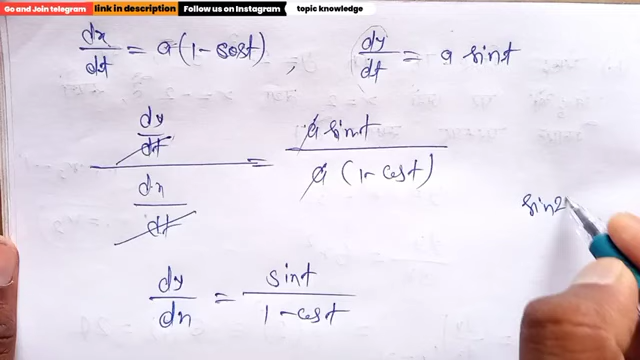 Go and Join telegram link in description Follow us on Instagram topic knowledge
dx/dt = a(1-cost) , dy/dt = a sint
(dy/dt)/(dx/dt) = (a sint)/(a (1-cost))
sin2
dy/dx = sint/(1-cost)